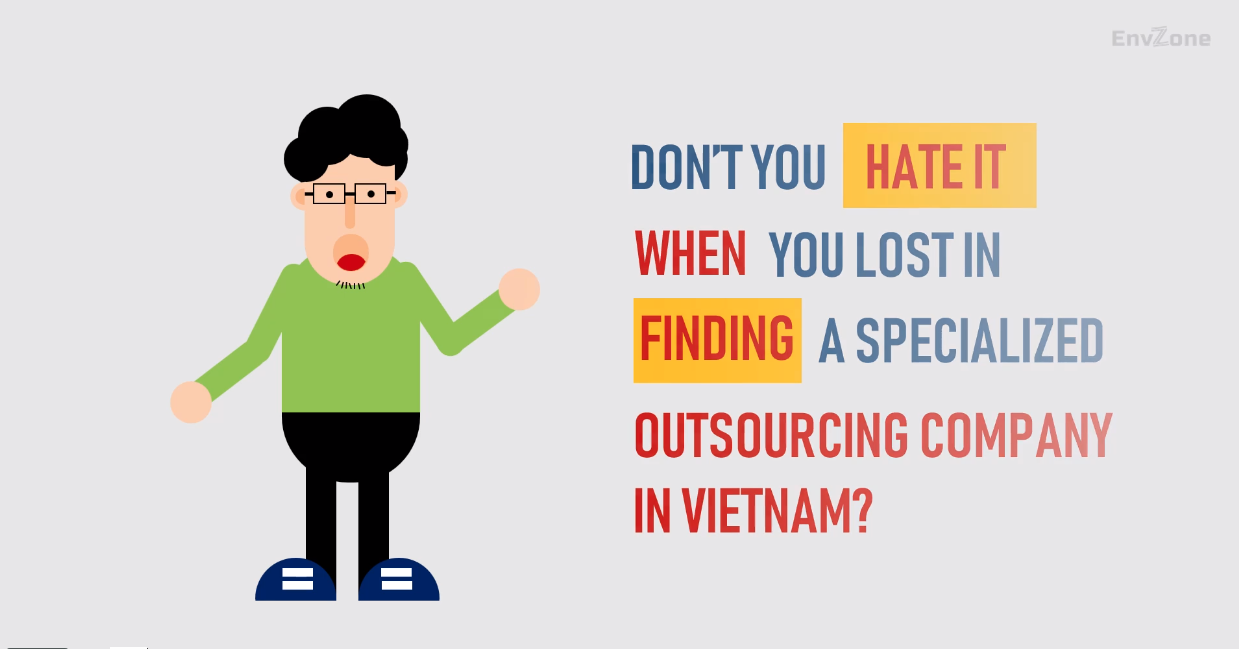 EnvZone
DON'T YOU HATE IT
WHEN YOU LOST IN
FINDING A SPECIALIZED
OUTSOURCING COMPANY
IN VIETNAM?